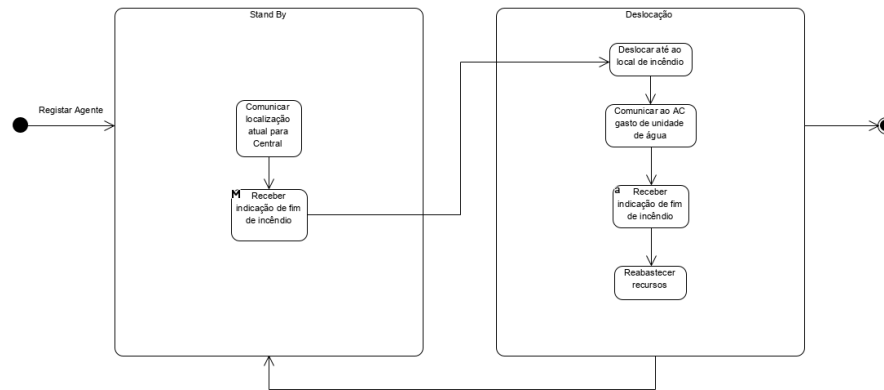 Stand By
Deslocação
Registar Agente
Comunicar
localização
atual para
Central
M
Receber
indicação de fim
de incêndio
Deslocar até ao
local de incêndio
Comunicar ao AC
gasto de unidade
de água
a
Receber
indicação de fim
de incêndio
Reabastecer
recursos